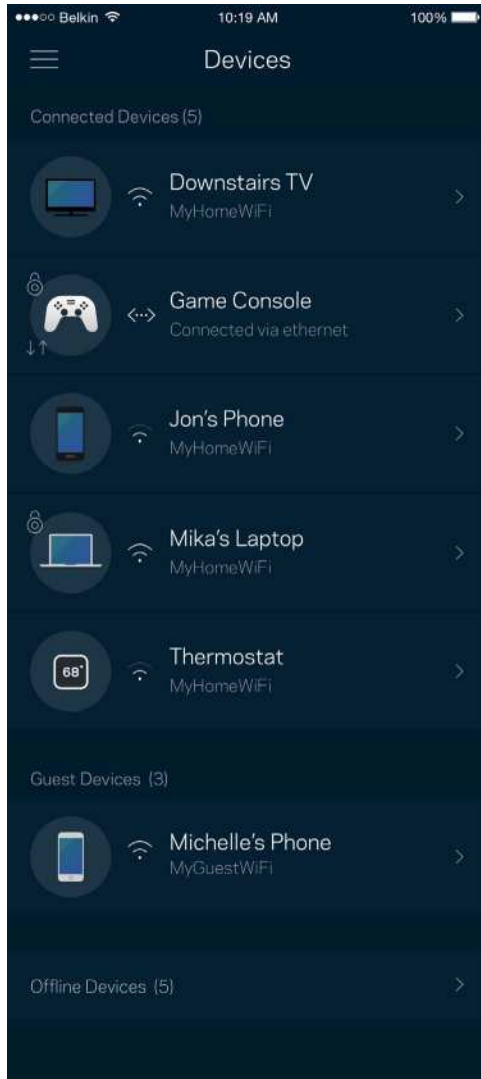 Belkin 10:19 AM 100%
Devices
Connected Devices (5)
Downstairs TV
MyHomeWiFi
Game Console
Connected via ethernet
Jon's Phone
MyHomeWiFi
Mika's Laptop
MyHomeWiFi
68°
Thermostat
MyHomeWiFi
Guest Devices (3)
Michelle's Phone
MyGuestWiFi
Offline Devices (5)